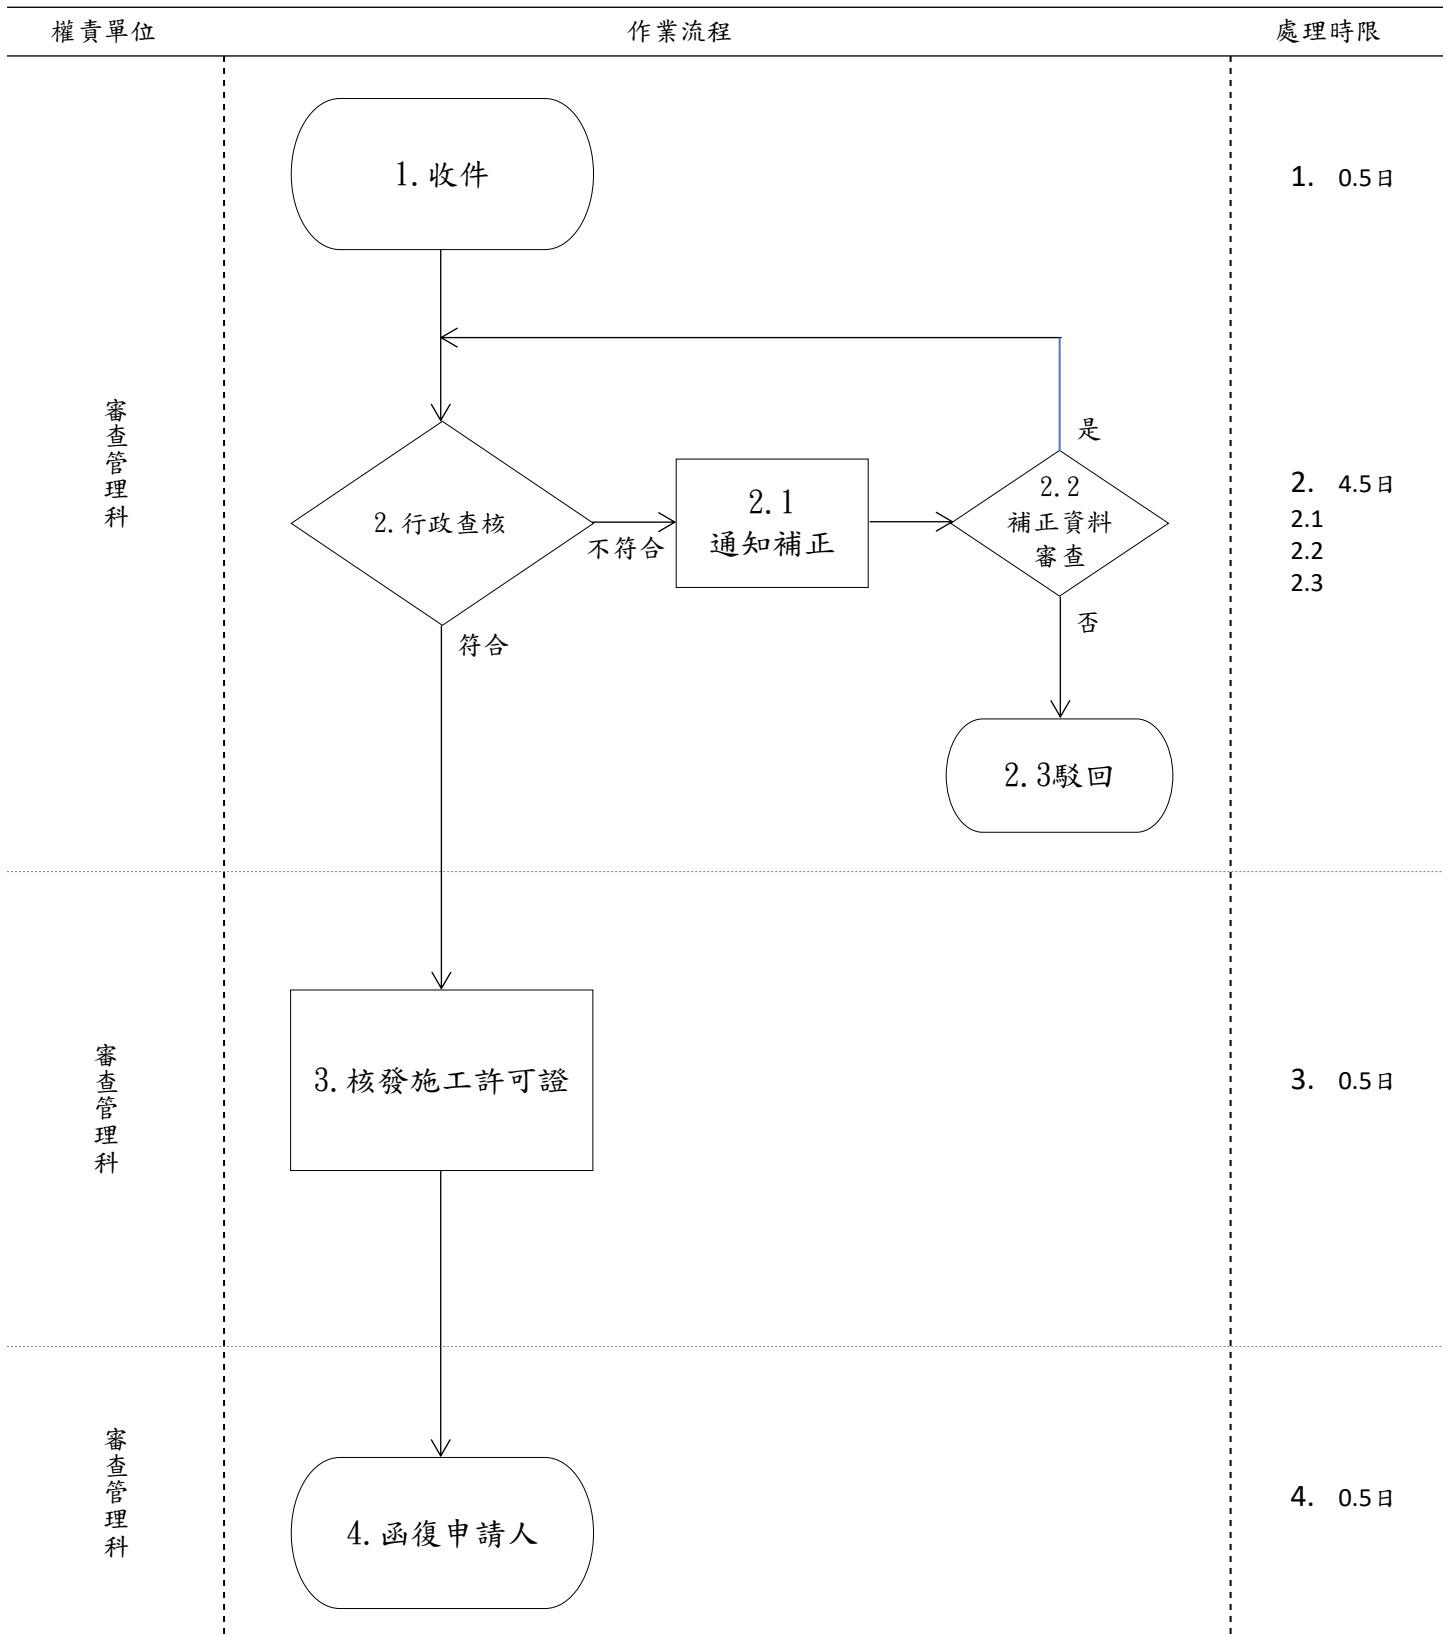 權責單位
作業流程
處理時限
審查管理科
1.收件
1. 0.5日
2.行政查核
不符合
符合
2.1
通知補正
是
2.2
補正資料
審查
否
2.3駁回
2. 4.5日
2.1
2.2
2.3
審查管理科
3.核發施工許可證
3. 0.5日
審查管理科
4.函復申請人
4. 0.5日